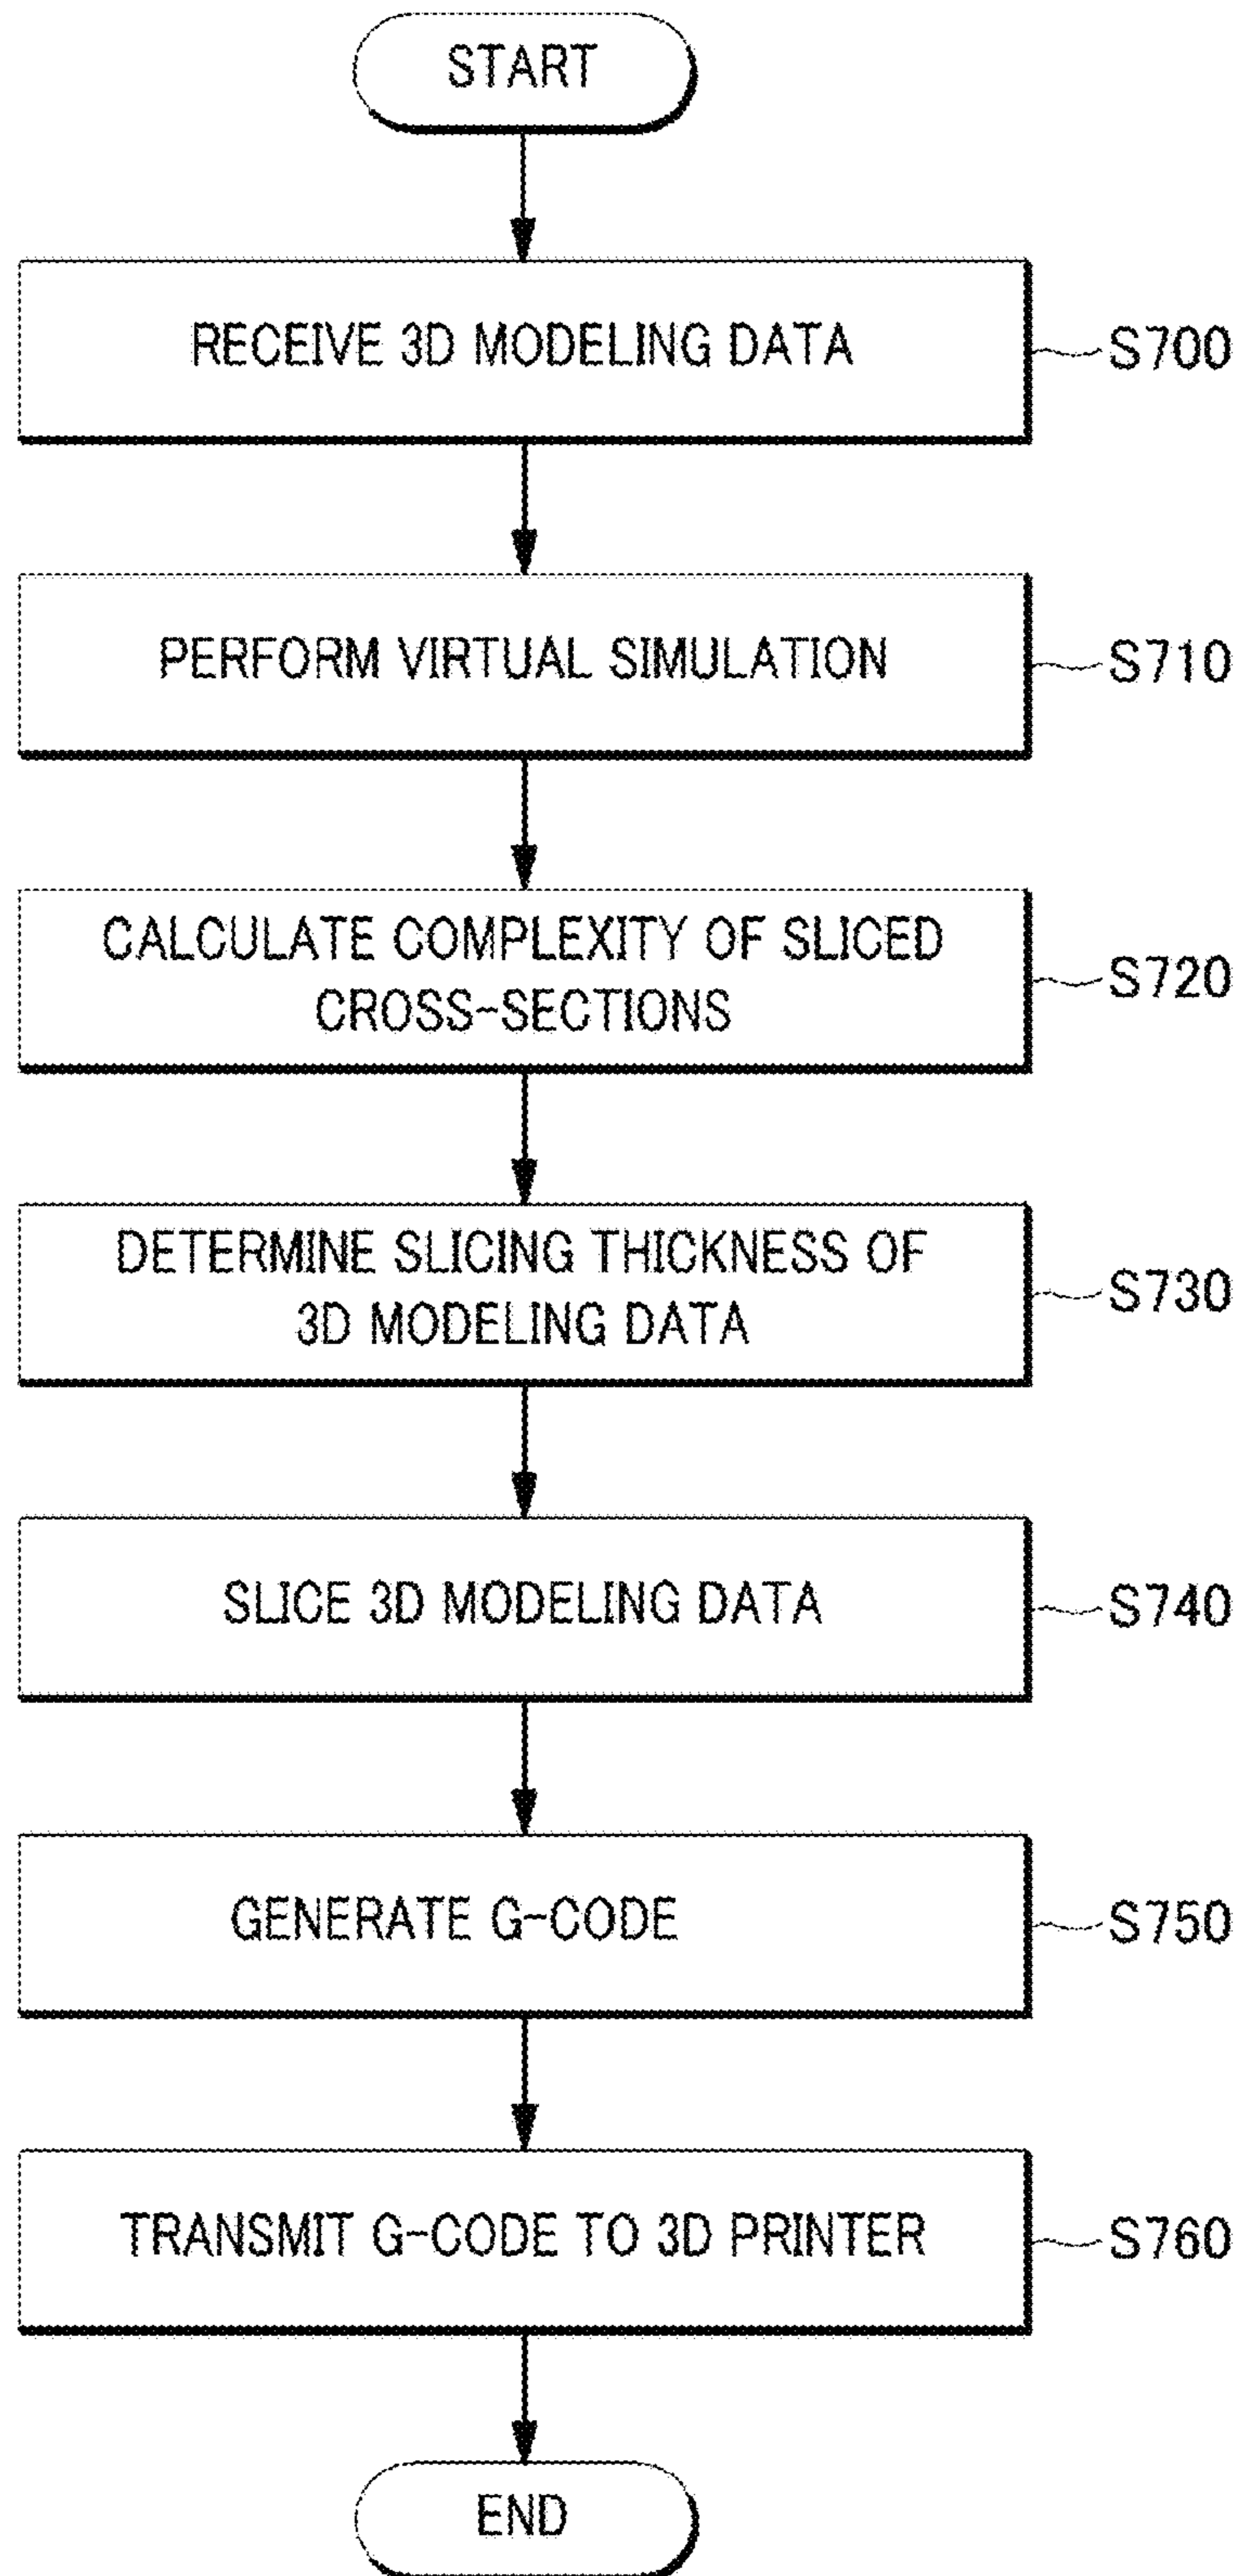 START
RECEIVE 3D MODELING DATA
S700
PERFORM VIRTUAL SIMULATION
S710
CALCULATE COMPLEXITY OF SLICED
CROSS-SECTIONS
S720
DETERMINE SLICING THICKNESS OF
3D MODELING DATA
S730
SLICE 3D MODELING DATA
S740
GENERATE G-CODE
S750
TRANSMIT G-CODE TO 3D PRINTER
S760
END